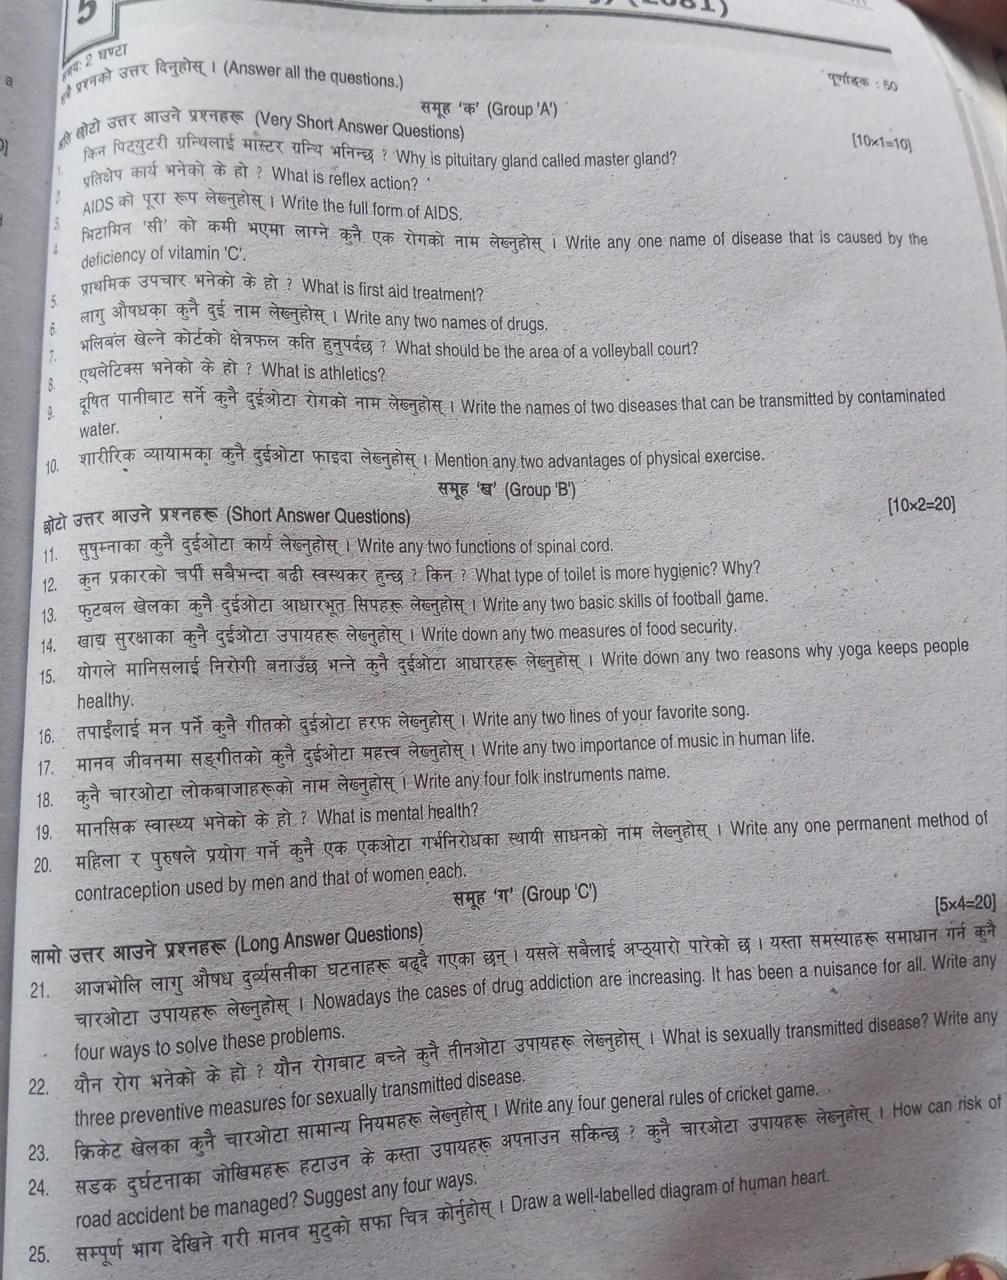 5
2081)
समय: 2 घण्टा
पूर्णाङ्क : 50
सबै प्रश्नको उत्तर दिनुहोस् । (Answer all the questions.)
समूह 'क' (Group 'A')
अति छोटो उत्तर आउने प्रश्नहरू (Very Short Answer Questions)
[10×1=10]
1. किन पिट्युटरी ग्रन्थिलाई मास्टर ग्रन्थि भनिन्छ ? Why is pituitary gland called master gland?
2. प्रतिक्षेप कार्य भनेको के हो ? What is reflex action?
3. AIDS को पूरा रूप लेख्नुहोस् । Write the full form of AIDS.
4. भिटामिन 'सी' को कमी भएमा लाग्ने कुनै एक रोगको नाम लेख्नुहोस् । Write any one name of disease that is caused by the
deficiency of vitamin 'C'.
5. प्राथमिक उपचार भनेको के हो ? What is first aid treatment?
6. लागु औषधका कुनै दुई नाम लेख्नुहोस् । Write any two names of drugs.
7. भलिबल खेल्ने कोर्टको क्षेत्रफल कति हुनुपर्दछ ? What should be the area of a volleyball court?
8. एथलेटिक्स भनेको के हो ? What is athletics?
9. दूषित पानीबाट सर्ने कुनै दुईओटा रोगको नाम लेख्नुहोस् । Write the names of two diseases that can be transmitted by contaminated
water.
10. शारीरिक व्यायामका कुनै दुईओटा फाइदा लेख्नुहोस् । Mention any two advantages of physical exercise.
समूह 'ख' (Group 'B')
छोटो उत्तर आउने प्रश्नहरू (Short Answer Questions)
[10×2=20]
11. सुषुम्नाका कुनै दुईओटा कार्य लेख्नुहोस् । Write any two functions of spinal cord.
12. कुन प्रकारको चर्पी सबैभन्दा बढी स्वस्थकर हुन्छ ? किन ? What type of toilet is more hygienic? Why?
13. फुटबल खेलका कुनै दुईओटा आधारभूत सिपहरू लेख्नुहोस् । Write any two basic skills of football game.
14. खाद्य सुरक्षाका कुनै दुईओटा उपायहरू लेख्नुहोस् । Write down any two measures of food security.
15. योगले मानिसलाई निरोगी बनाउँछ भन्ने कुनै दुईओटा आधारहरू लेख्नुहोस् । Write down any two reasons why yoga keeps people
healthy.
16. तपाईंलाई मन पर्ने कुनै गीतको दुईओटा हरफ लेख्नुहोस् । Write any two lines of your favorite song.
17. मानव जीवनमा सङ्गीतको कुनै दुईओटा महत्त्व लेख्नुहोस् । Write any two importance of music in human life.
18. कुनै चारओटा लोकबाजाहरूको नाम लेख्नुहोस् । Write any four folk instruments name.
19. मानसिक स्वास्थ्य भनेको के हो ? What is mental health?
20. महिला र पुरुषले प्रयोग गर्ने कुनै एक एकओटा गर्भनिरोधका स्थायी साधनको नाम लेख्नुहोस् । Write any one permanent method of
contraception used by men and that of women each.
समूह 'ग' (Group 'C')
[5×4=20]
लामो उत्तर आउने प्रश्नहरू (Long Answer Questions)
21. आजभोलि लागु औषध दुर्व्यसनीका घटनाहरू बढ्दै गएका छन् । यसले सबैलाई अप्ठ्यारो पारेको छ । यस्ता समस्याहरू समाधान गर्न कुनै
चारओटा उपायहरू लेख्नुहोस् । Nowadays the cases of drug addiction are increasing. It has been a nuisance for all. Write any
four ways to solve these problems.
22. यौन रोग भनेको के हो ? यौन रोगबाट बच्ने कुनै तीनओटा उपायहरू लेख्नुहोस् । What is sexually transmitted disease? Write any
three preventive measures for sexually transmitted disease.
23. क्रिकेट खेलका कुनै चारओटा सामान्य नियमहरू लेख्नुहोस् । Write any four general rules of cricket game.
24. सडक दुर्घटनाका जोखिमहरू हटाउन के कस्ता उपायहरू अपनाउन सकिन्छ ? कुनै चारओटा उपायहरू लेख्नुहोस् । How can risk of
road accident be managed? Suggest any four ways.
25. सम्पूर्ण भाग देखिने गरी मानव मुटुको सफा चित्र कोर्नुहोस् । Draw a well-labelled diagram of human heart.